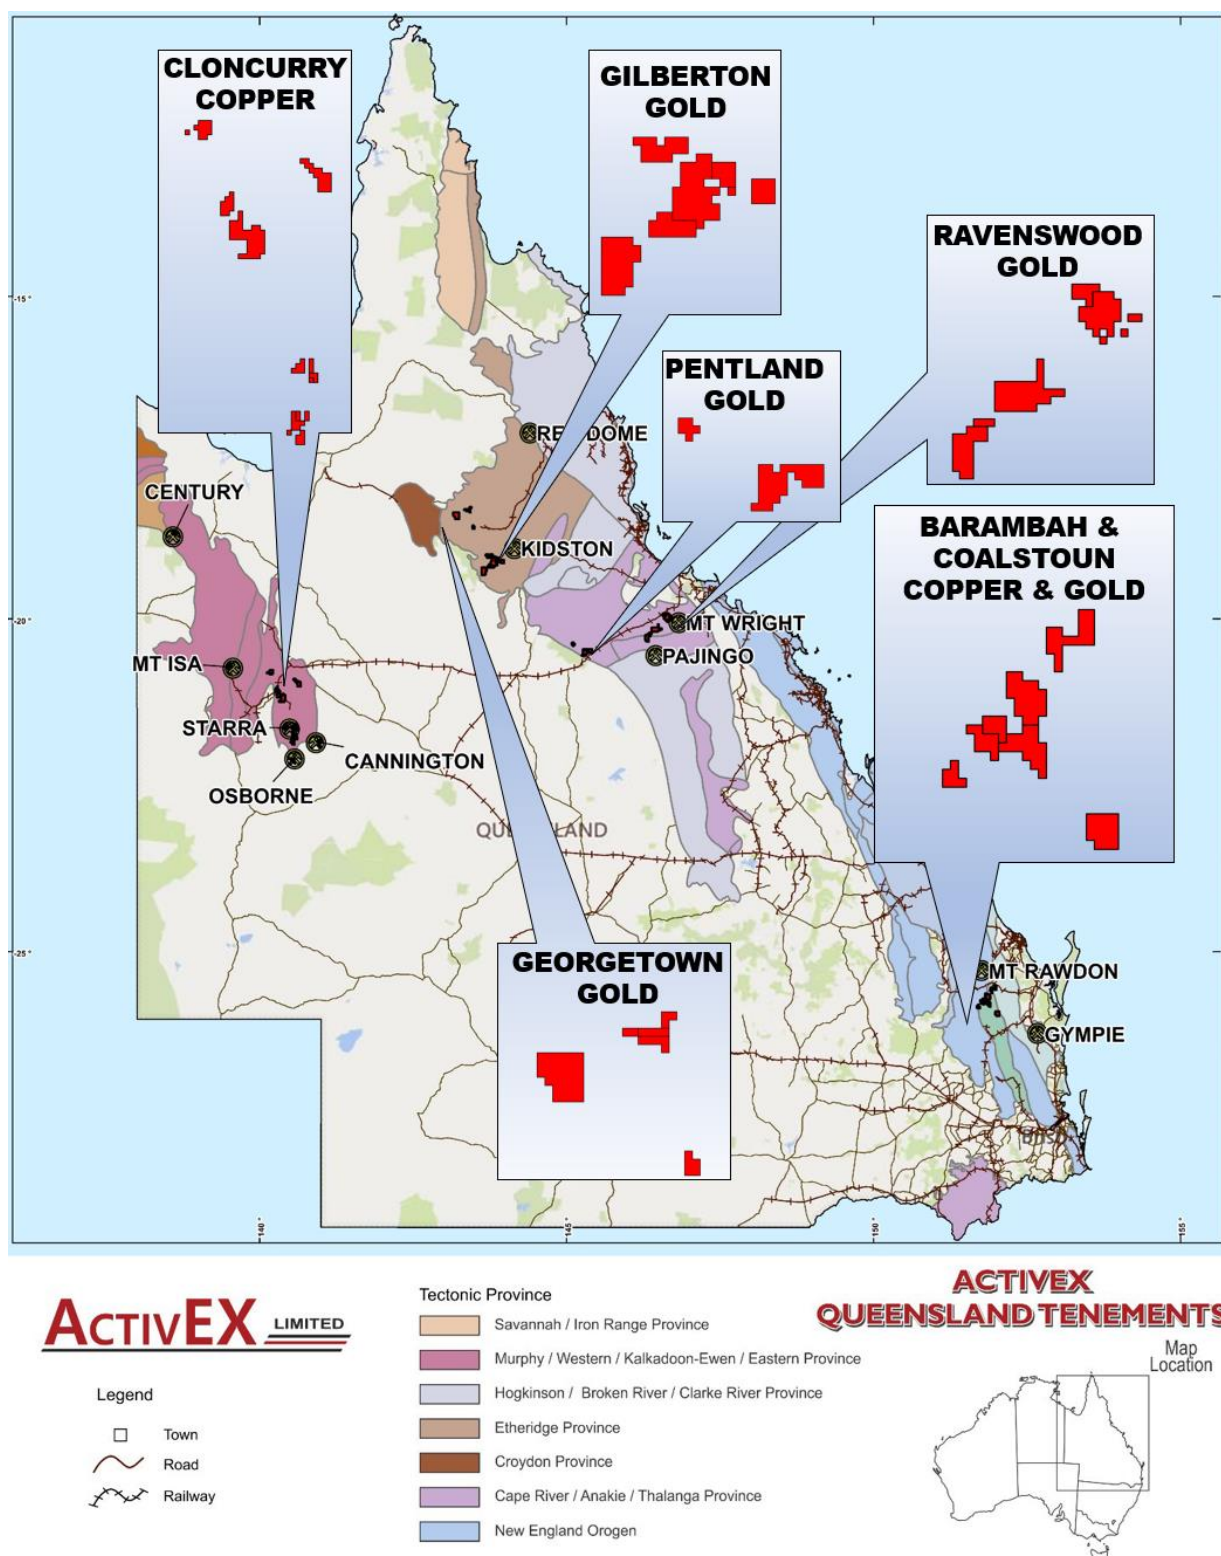 CLONCURRY
COPPER
GILBERTON
GOLD
RAVENSWOOD
GOLD
PENTLAND
GOLD
BARAMBAH &
COALSTOUN
COPPER & GOLD
GEORGETOWN
GOLD
-15°
-20°
-25°
CENTURY
KIDSTON
MT WRIGHT
PAJINGO
MT ISA
STARRA
CANNINGTON
OSBORNE
MT RAWDON
GYMPIE
140°
145°
150°
155°
ACTIVEX LIMITED
Legend
Town
Road
Railway
Tectonic Province
Savannah / Iron Range Province
Murphy / Western / Kalkadoon-Ewen / Eastern Province
Hogkinson / Broken River / Clarke River Province
Etheridge Province
Croydon Province
Cape River / Anakie / Thalanga Province
New England Orogen
ACTIVEX
QUEENSLAND TENEMENTS
Map
Location